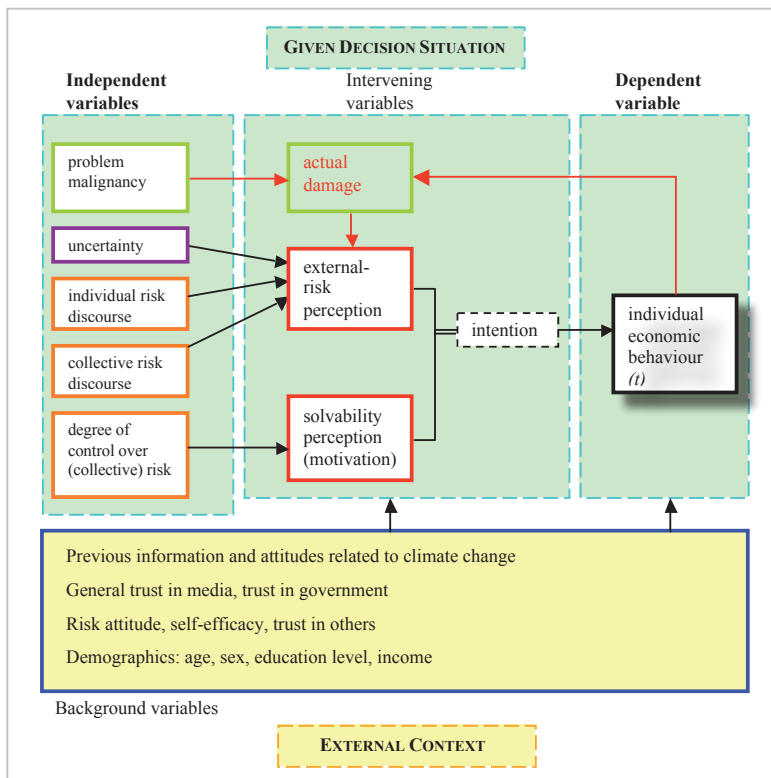 GIVEN DECISION SITUATION
Independent
variables
Intervening
variables
Dependent
variable
problem
malignancy
actual
damage
uncertainty
external-
risk
perception
individual risk
discourse
collective risk
discourse
intention
individual
economic
behaviour
(t)
degree of
control over
(collective) risk
solvability
perception
(motivation)
Previous information and attitudes related to climate change
General trust in media, trust in government
Risk attitude, self-efficacy, trust in others
Demographics: age, sex, education level, income
Background variables
EXTERNAL CONTEXT